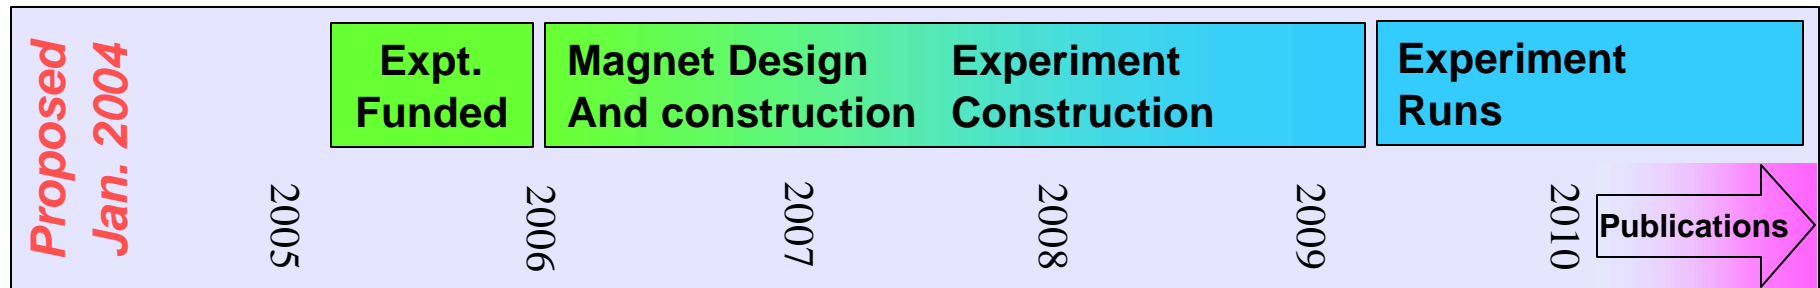 Proposed
Jan. 2004
Expt.
Funded
Magnet Design
And construction
Experiment
Construction
Experiment
Runs
2005
2006
2007
2008
2009
2010
Publications